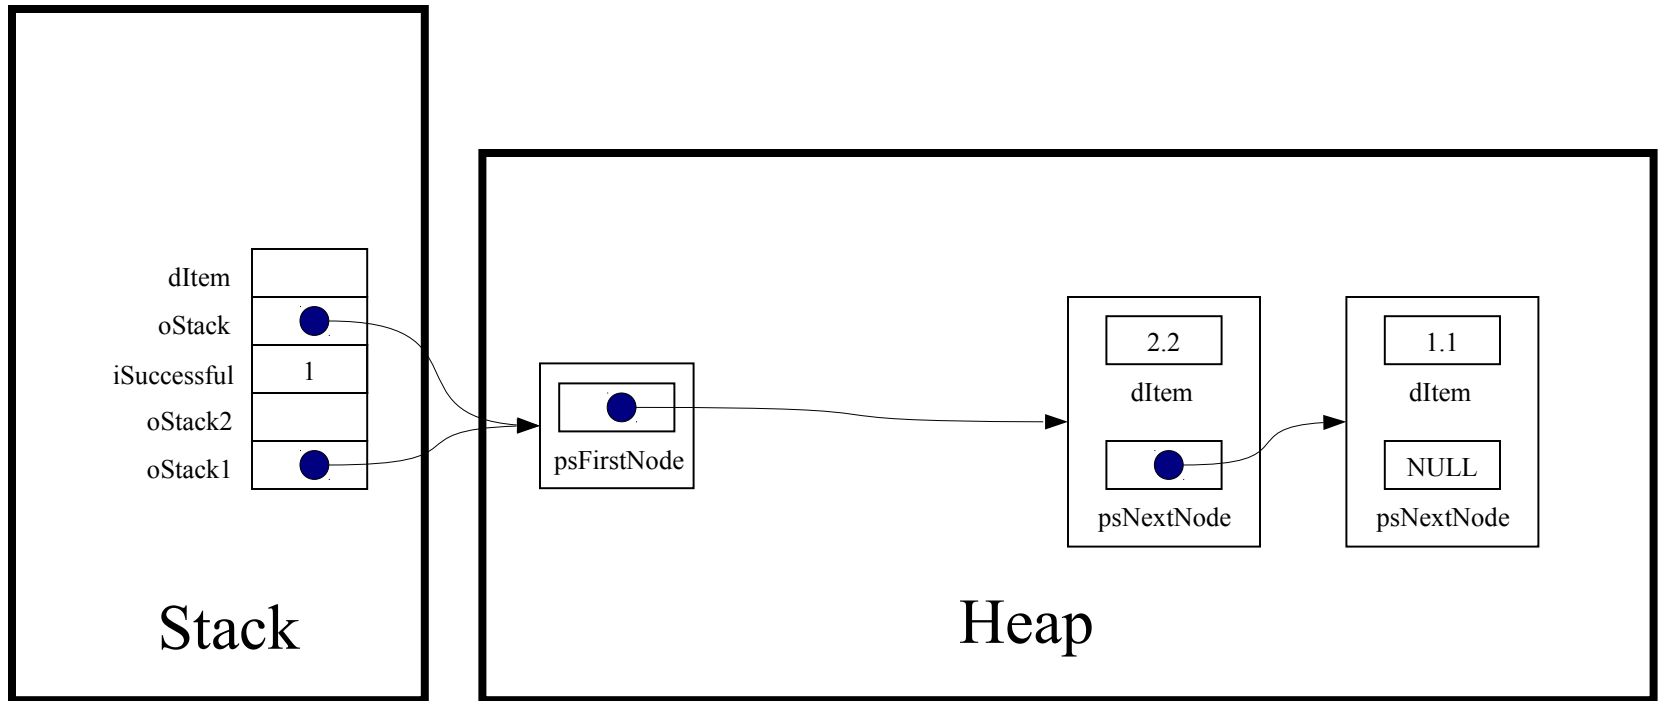 dItem
oStack
iSuccessful 1
oStack2
oStack1
Stack
psFirstNode
2.2
dItem
psNextNode
1.1
dItem
NULL
psNextNode
Heap